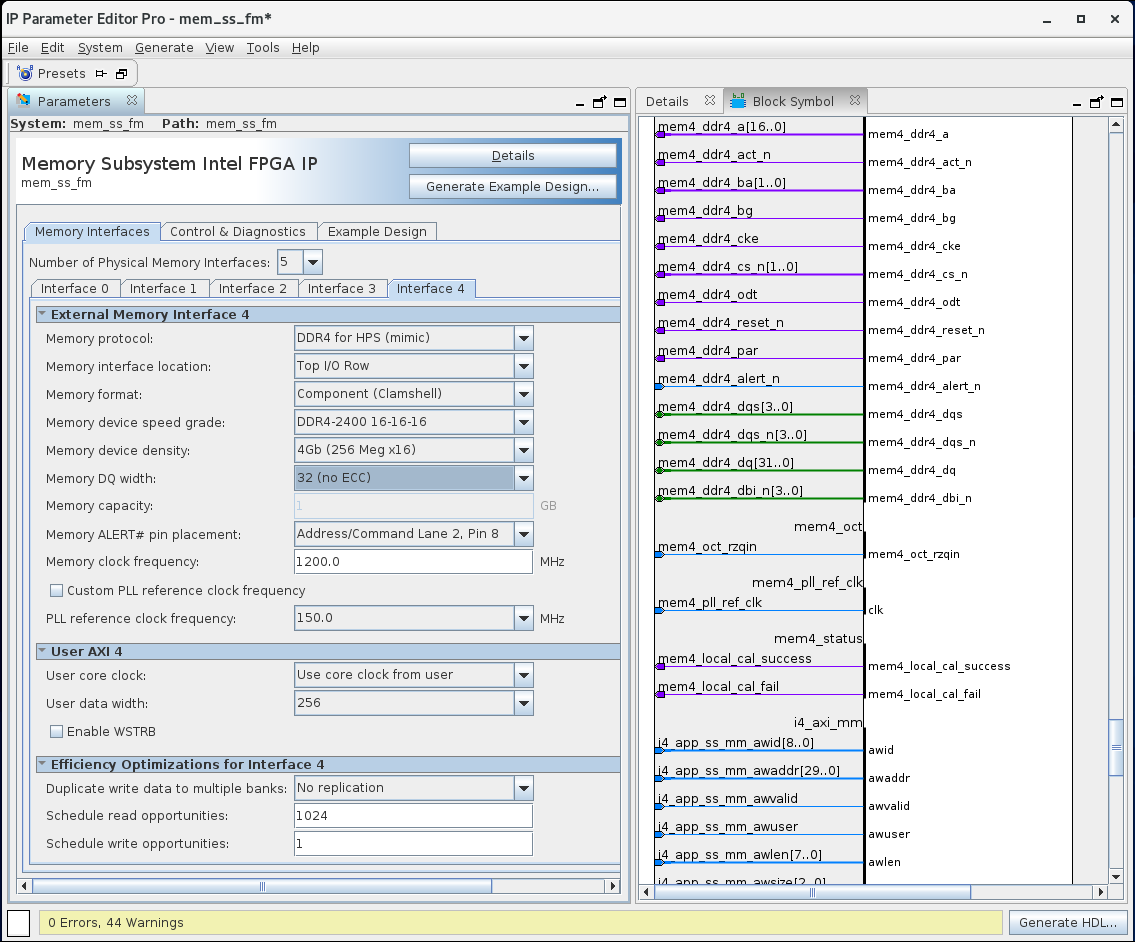 IP Parameter Editor Pro - mem_ss_fm*
File Edit System Generate View Tools Help
Presets
Parameters
System: mem_ss_fm Path: mem_ss_fm
Memory Subsystem Intel FPGA IP
mem_ss_fm
Details
Generate Example Design...
Memory Interfaces Control & Diagnostics Example Design
Number of Physical Memory Interfaces: 5
Interface 0 Interface 1 Interface 2 Interface 3 Interface 4
External Memory Interface 4
Memory protocol: DDR4 for HPS (mimic)
Memory interface location: Top I/O Row
Memory format: Component (Clamshell)
Memory device speed grade: DDR4-2400 16-16-16
Memory device density: 4Gb (256 Meg x16)
Memory DQ width: 32 (no ECC)
Memory capacity: 1 GB
Memory ALERT# pin placement: Address/Command Lane 2, Pin 8
Memory clock frequency: 1200.0 MHz
Custom PLL reference clock frequency
PLL reference clock frequency: 150.0 MHz
User AXI 4
User core clock: Use core clock from user
User data width: 256
Enable WSTRB
Efficiency Optimizations for Interface 4
Duplicate write data to multiple banks: No replication
Schedule read opportunities: 1024
Schedule write opportunities: 1
Details Block Symbol
mem4_ddr4_a[16..0] mem4_ddr4_a
mem4_ddr4_act_n mem4_ddr4_act_n
mem4_ddr4_ba[1..0] mem4_ddr4_ba
mem4_ddr4_bg mem4_ddr4_bg
mem4_ddr4_cke mem4_ddr4_cke
mem4_ddr4_cs_n[1..0] mem4_ddr4_cs_n
mem4_ddr4_odt mem4_ddr4_odt
mem4_ddr4_reset_n mem4_ddr4_reset_n
mem4_ddr4_par mem4_ddr4_par
mem4_ddr4_alert_n mem4_ddr4_alert_n
mem4_ddr4_dqs[3..0] mem4_ddr4_dqs
mem4_ddr4_dqs_n[3..0] mem4_ddr4_dqs_n
mem4_ddr4_dq[31..0] mem4_ddr4_dq
mem4_ddr4_dbi_n[3..0] mem4_ddr4_dbi_n
mem4_oct
mem4_oct_rzqin mem4_oct_rzqin
mem4_pll_ref_clk
mem4_pll_ref_clk clk
mem4_status
mem4_local_cal_success mem4_local_cal_success
mem4_local_cal_fail mem4_local_cal_fail
i4_axi_mm
i4_app_ss_mm_awid[8..0] awid
i4_app_ss_mm_awaddr[29..0] awaddr
i4_app_ss_mm_awvalid awvalid
i4_app_ss_mm_awuser awuser
i4_app_ss_mm_awlen[7..0] awlen
i4_app_ss_mm_awsize[2..0]
0 Errors, 44 Warnings
Generate HDL...